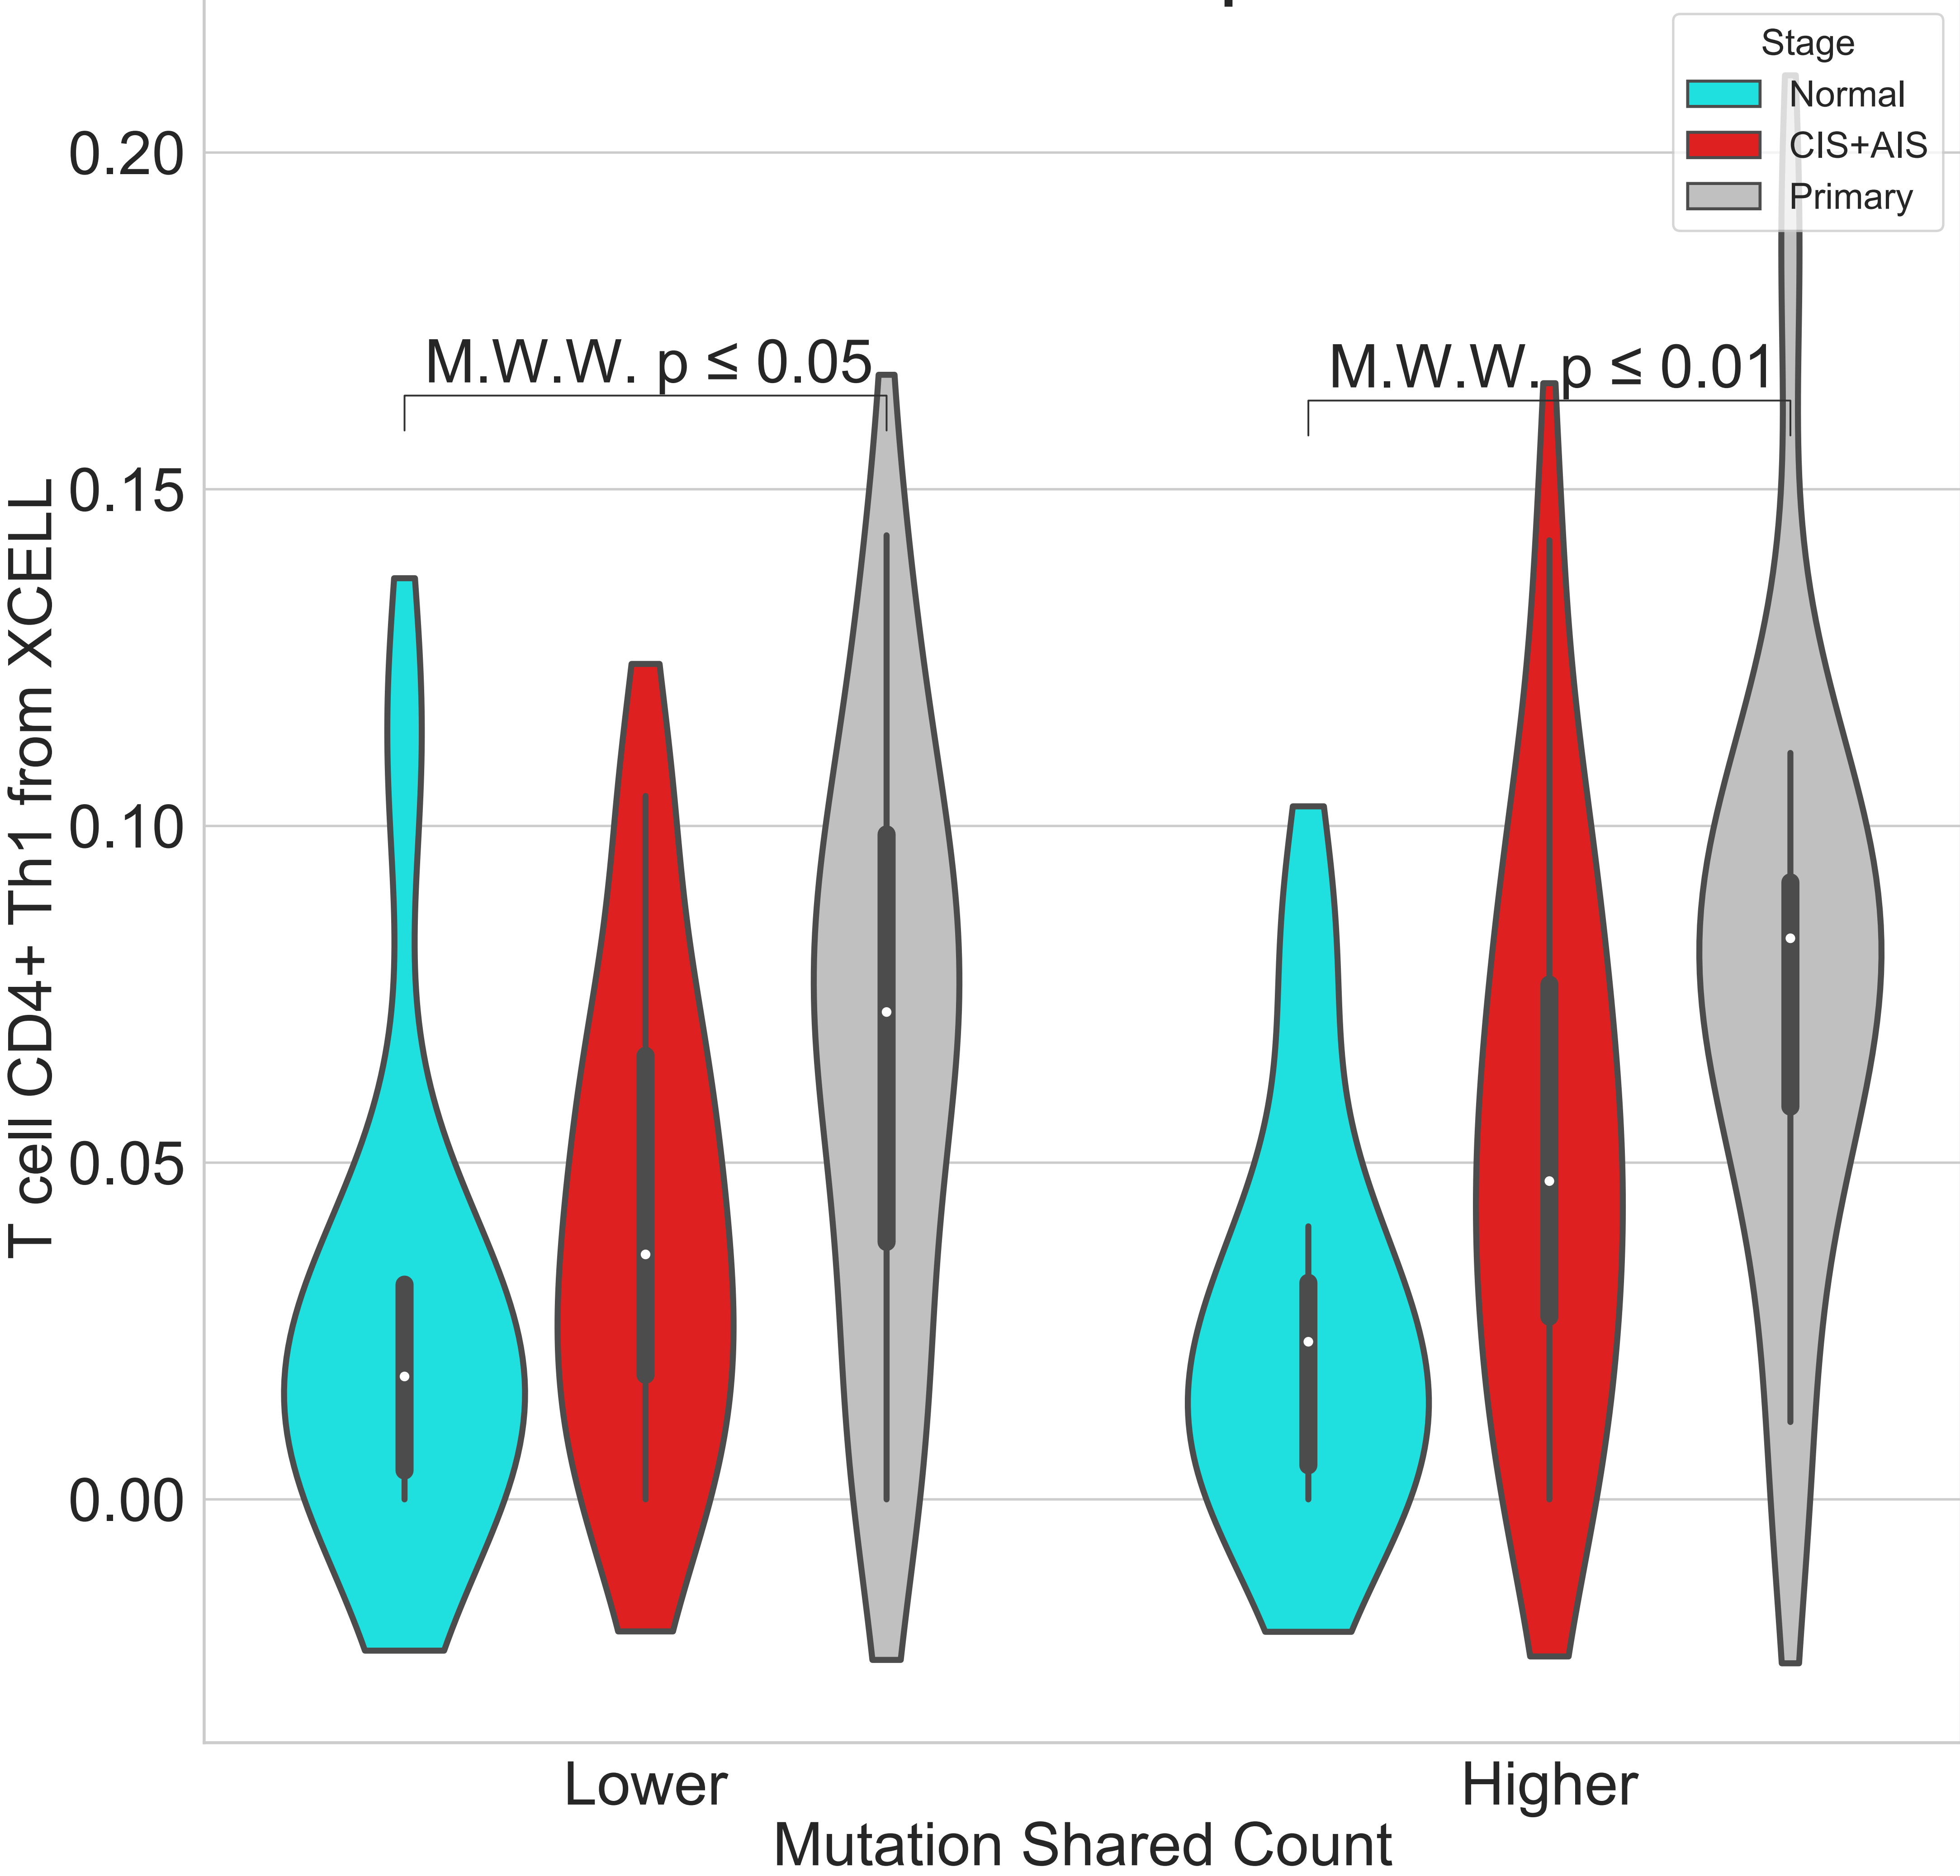 Stage
Normal
CIS+AIS
Primary
0.20
0.15
0.10
0.05
0.00
T cell CD4+ Th1 from XCELL
M.W.W. p ≤ 0.05
M.W.W. p ≤ 0.01
Lower
Higher
Mutation Shared Count